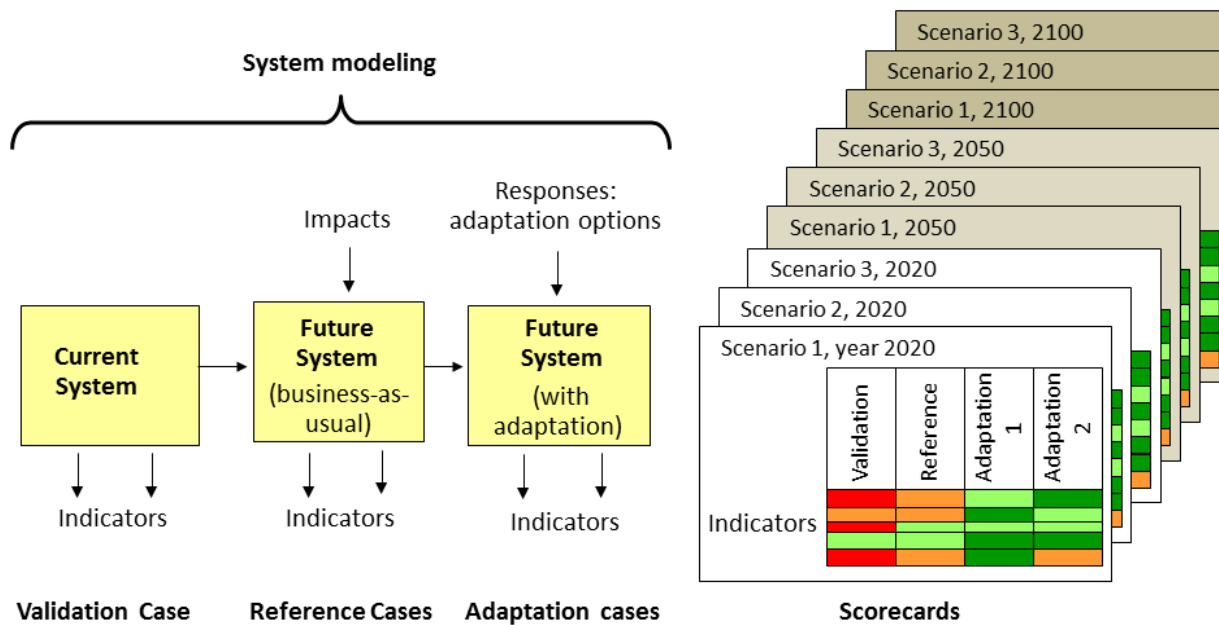 System modeling
Impacts
Responses:
adaptation options
Current
System
Future
System
(business-as-
usual)
Future
System
(with
adaptation)
Indicators
Indicators
Indicators
Validation Case
Reference Cases
Adaptation cases
Scenario 3, 2100
Scenario 2, 2100
Scenario 1, 2100
Scenario 3, 2050
Scenario 2, 2050
Scenario 1, 2050
Scenario 3, 2020
Scenario 2, 2020
Scenario 1, year 2020
Validation
Reference
Adaptation
1
Adaptation
2
Indicators
Scorecards